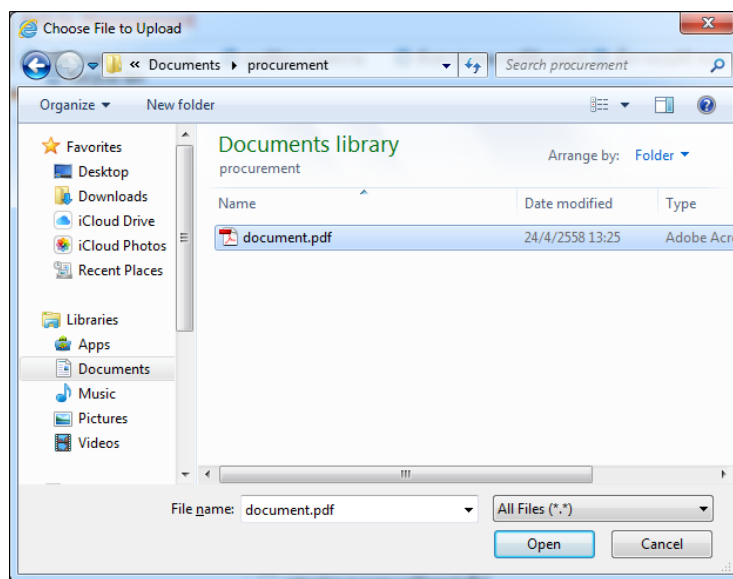 Choose File to Upload
« Documents procurement
Search procurement
Organize
New folder
Favorites
Desktop
Downloads
iCloud Drive
iCloud Photos
Recent Places
Libraries
Apps
Documents
Music
Pictures
Videos
Documents library
procurement
Arrange by: Folder
Name Date modified Type
document.pdf 24/4/2558 13:25 Adobe Acr
File name: document.pdf
All Files (*.*)
Open Cancel